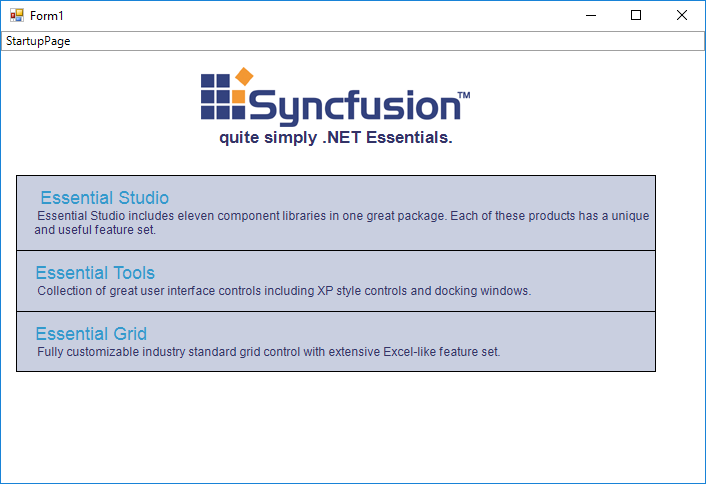 Form1
StartupPage
Syncfusion™
quite simply .NET Essentials.
Essential Studio
Essential Studio includes eleven component libraries in one great package. Each of these products has a unique
and useful feature set.
Essential Tools
Collection of great user interface controls including XP style controls and docking windows.
Essential Grid
Fully customizable industry standard grid control with extensive Excel-like feature set.